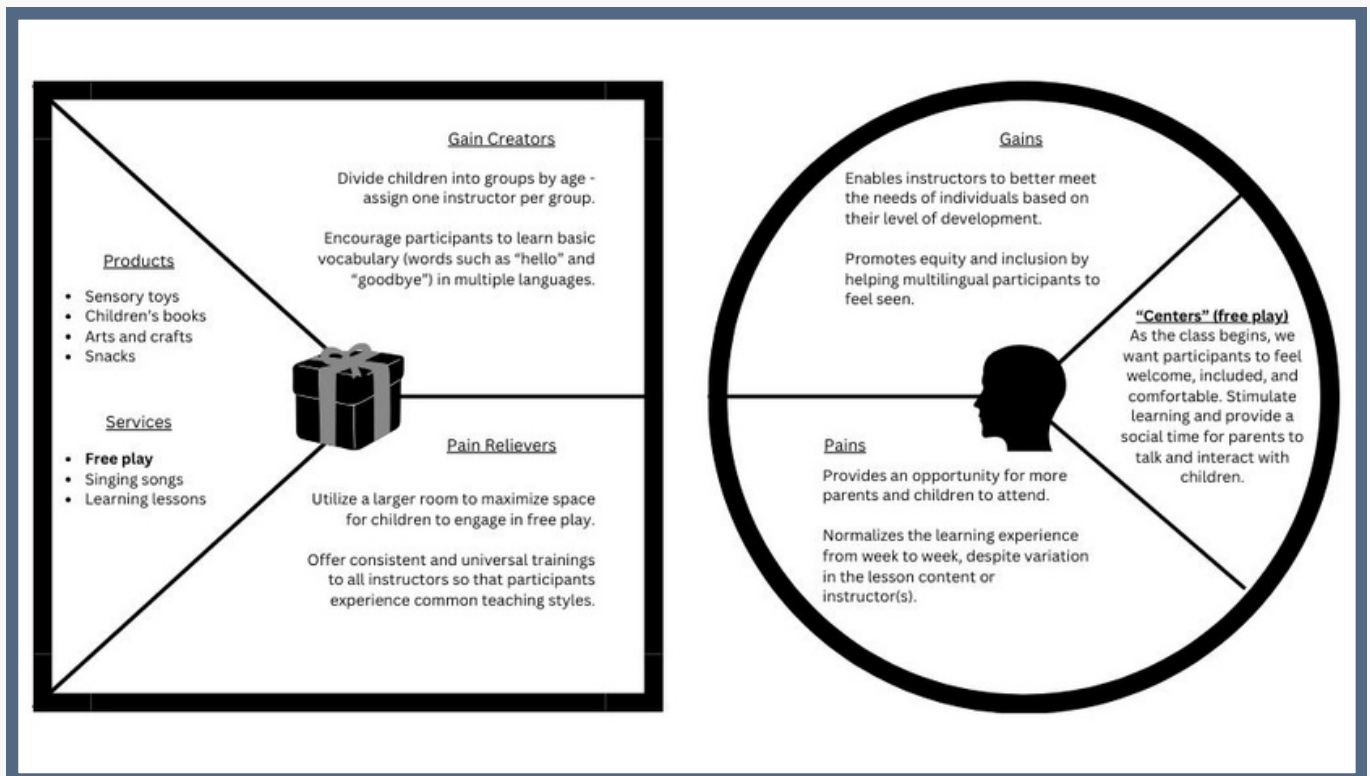 Gain Creators
Divide children into groups by age -
assign one instructor per group.
Encourage participants to learn basic
vocabulary (words such as “hello” and
“goodbye”) in multiple languages.
Products
• Sensory toys
• Children's books
• Arts and crafts
• Snacks
Services
• Free play
• Singing songs
• Learning lessons
Pain Relievers
Utilize a larger room to maximize space
for children to engage in free play.
Offer consistent and universal trainings
to all instructors so that participants
experience common teaching styles.
Gains
Enables instructors to better meet
the needs of individuals based on
their level of development.
Promotes equity and inclusion by
helping multilingual participants to
feel seen.
“Centers” (free play)
As the class begins, we
want participants to feel
welcome, included, and
comfortable. Stimulate
learning and provide a
social time for parents to
talk and interact with
children.
Pains
Provides an opportunity for more
parents and children to attend.
Normalizes the learning experience
from week to week, despite variation
in the lesson content or
instructor(s).